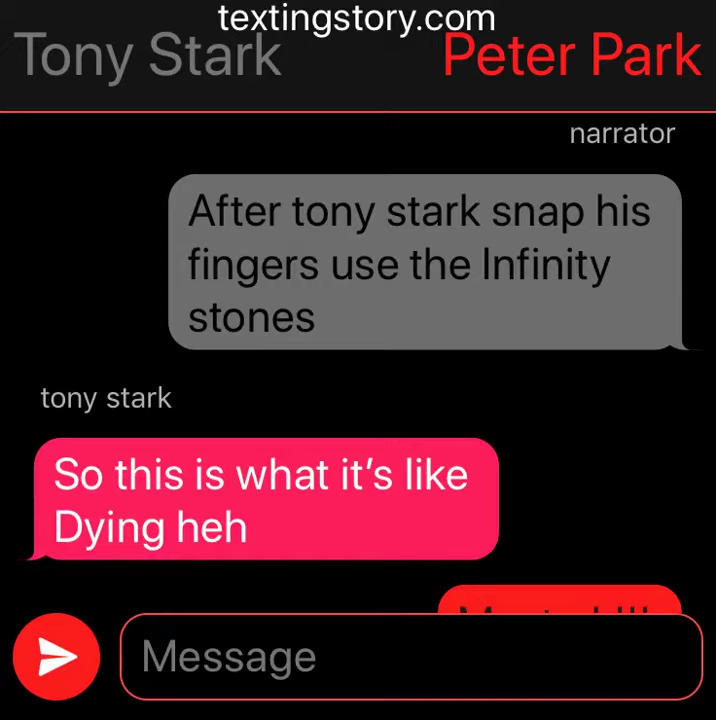 textingstory.com
Tony Stark
Peter Park
narrator
After tony stark snap his
fingers use the Infinity
stones
tony stark
So this is what it's like
Dying heh
Message